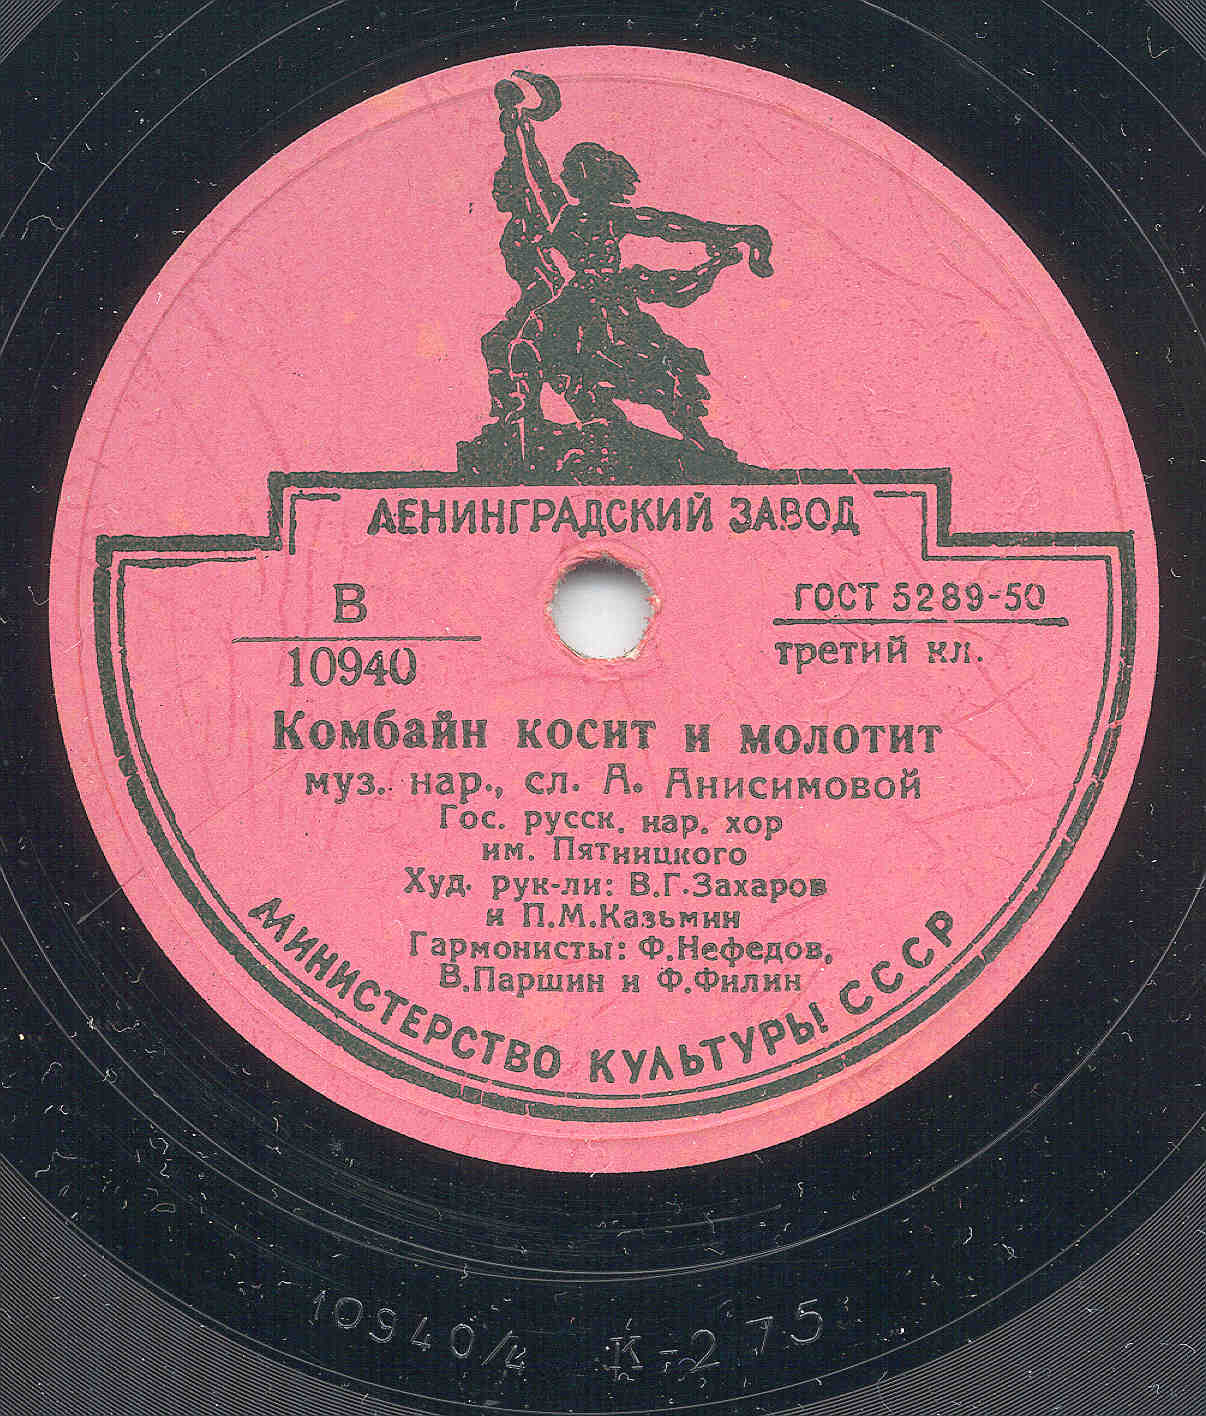 ЛЕНИНГРАДСКИЙ ЗАВОД
В
10940
ГОСТ 5289-50
третий кл.
Комбайн косит и молотит
муз. нар., сл. А. Анисимовой
Гос. русск. нар. хор
им. Пятницкого
Худ. рук-ли: В.Г.Захаров
и П.М.Казьмин
Гармонисты: Ф.Нефедов,
В.Паршин и Ф.Филин
МИНИСТЕРСТВО КУЛЬТУРЫ СССР
10940/4 К-275